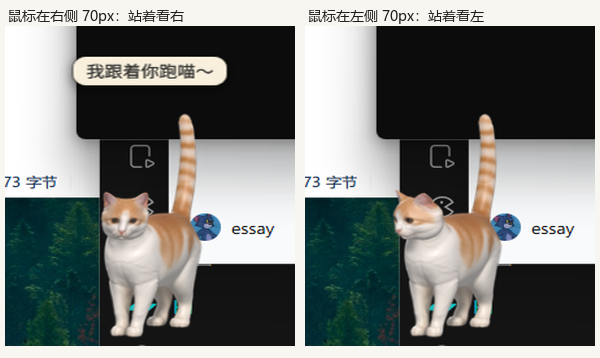 鼠标在右侧 70px：站着看右
鼠标在左侧 70px：站着看左
我跟着你跑喵～
73 字节
73 字节
essay
essay